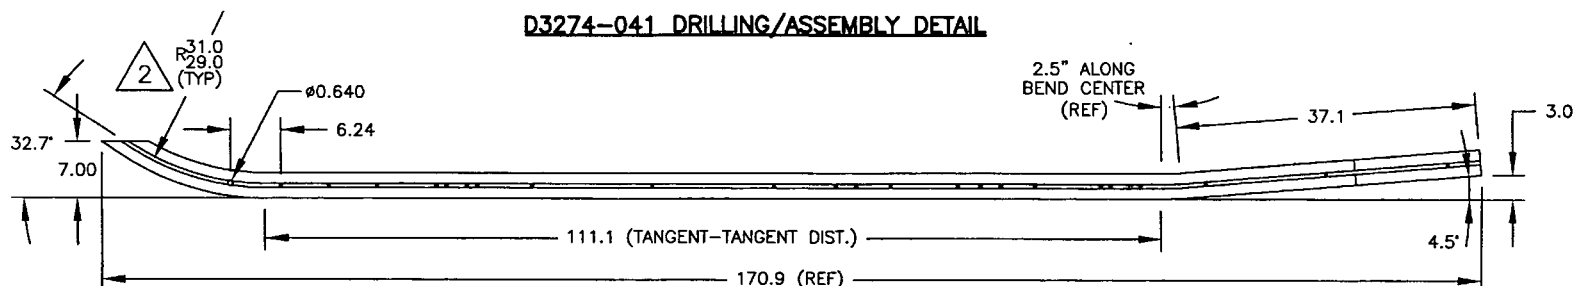 D3274-041 DRILLING/ASSEMBLY DETAIL
2
R31.0
29.0
(TYP)
ø0.640
2.5" ALONG
BEND CENTER
(REF)
6.24
37.1
3.0
32.7°
7.00
111.1 (TANGENT-TANGENT DIST.)
4.5°
170.9 (REF)